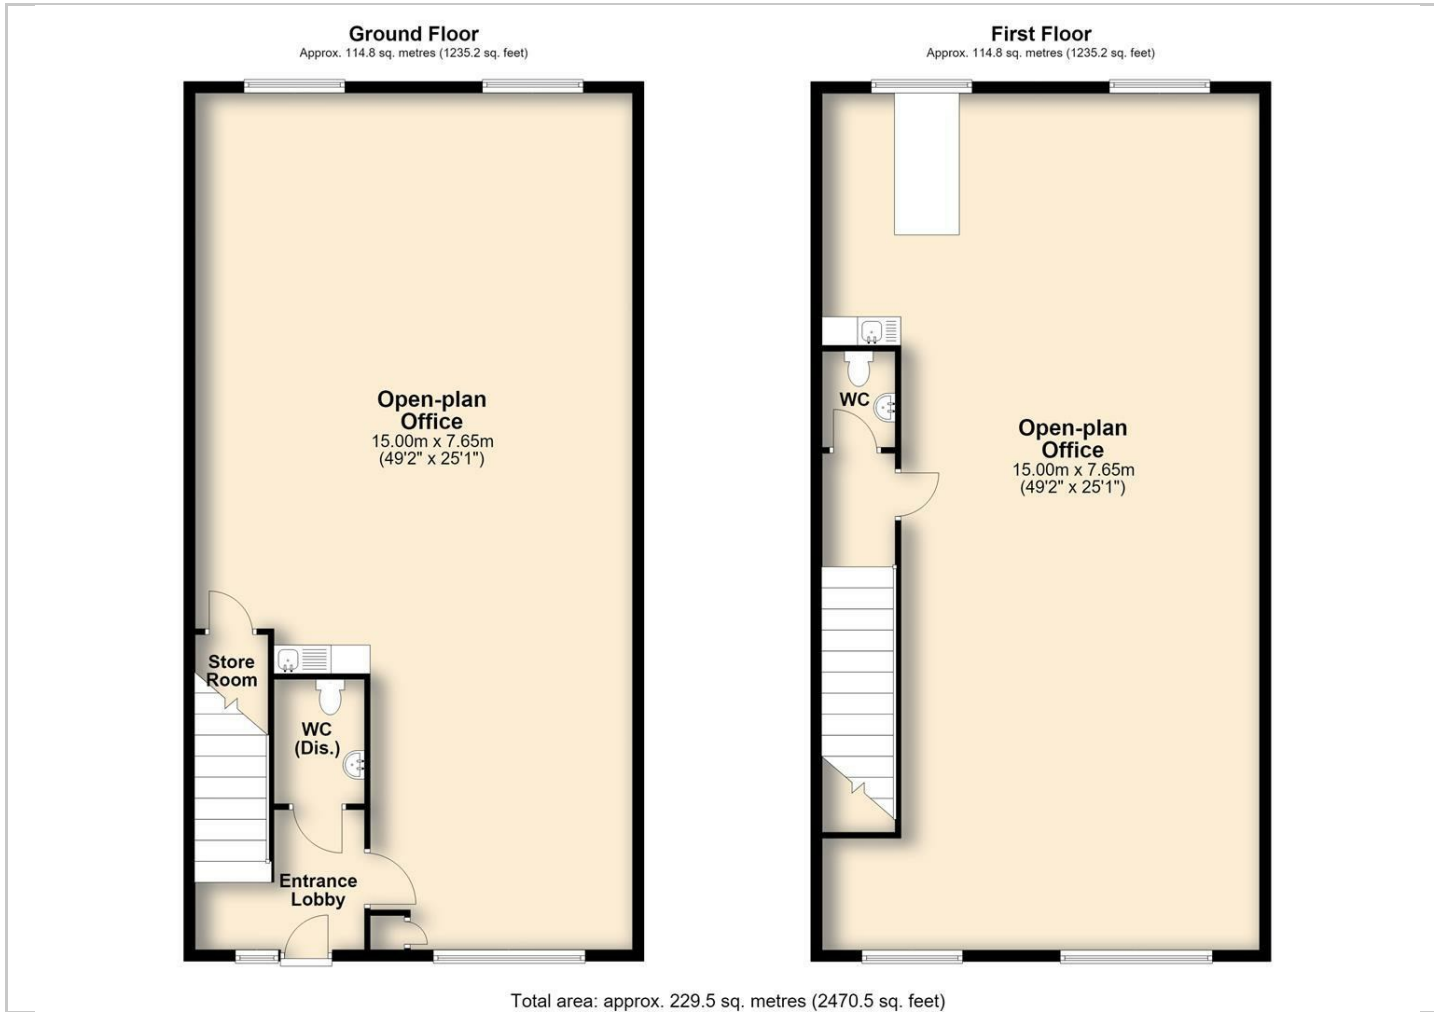 Ground Floor
Approx. 114.8 sq. metres (1235.2 sq. feet)
Open-plan
Office
15.00m x 7.65m
(49'2" x 25'1")
Store
Room
WC
(Dis.)
Entrance
Lobby
First Floor
Approx. 114.8 sq. metres (1235.2 sq. feet)
WC
Open-plan
Office
15.00m x 7.65m
(49'2" x 25'1")
Total area: approx. 229.5 sq. metres (2470.5 sq. feet)